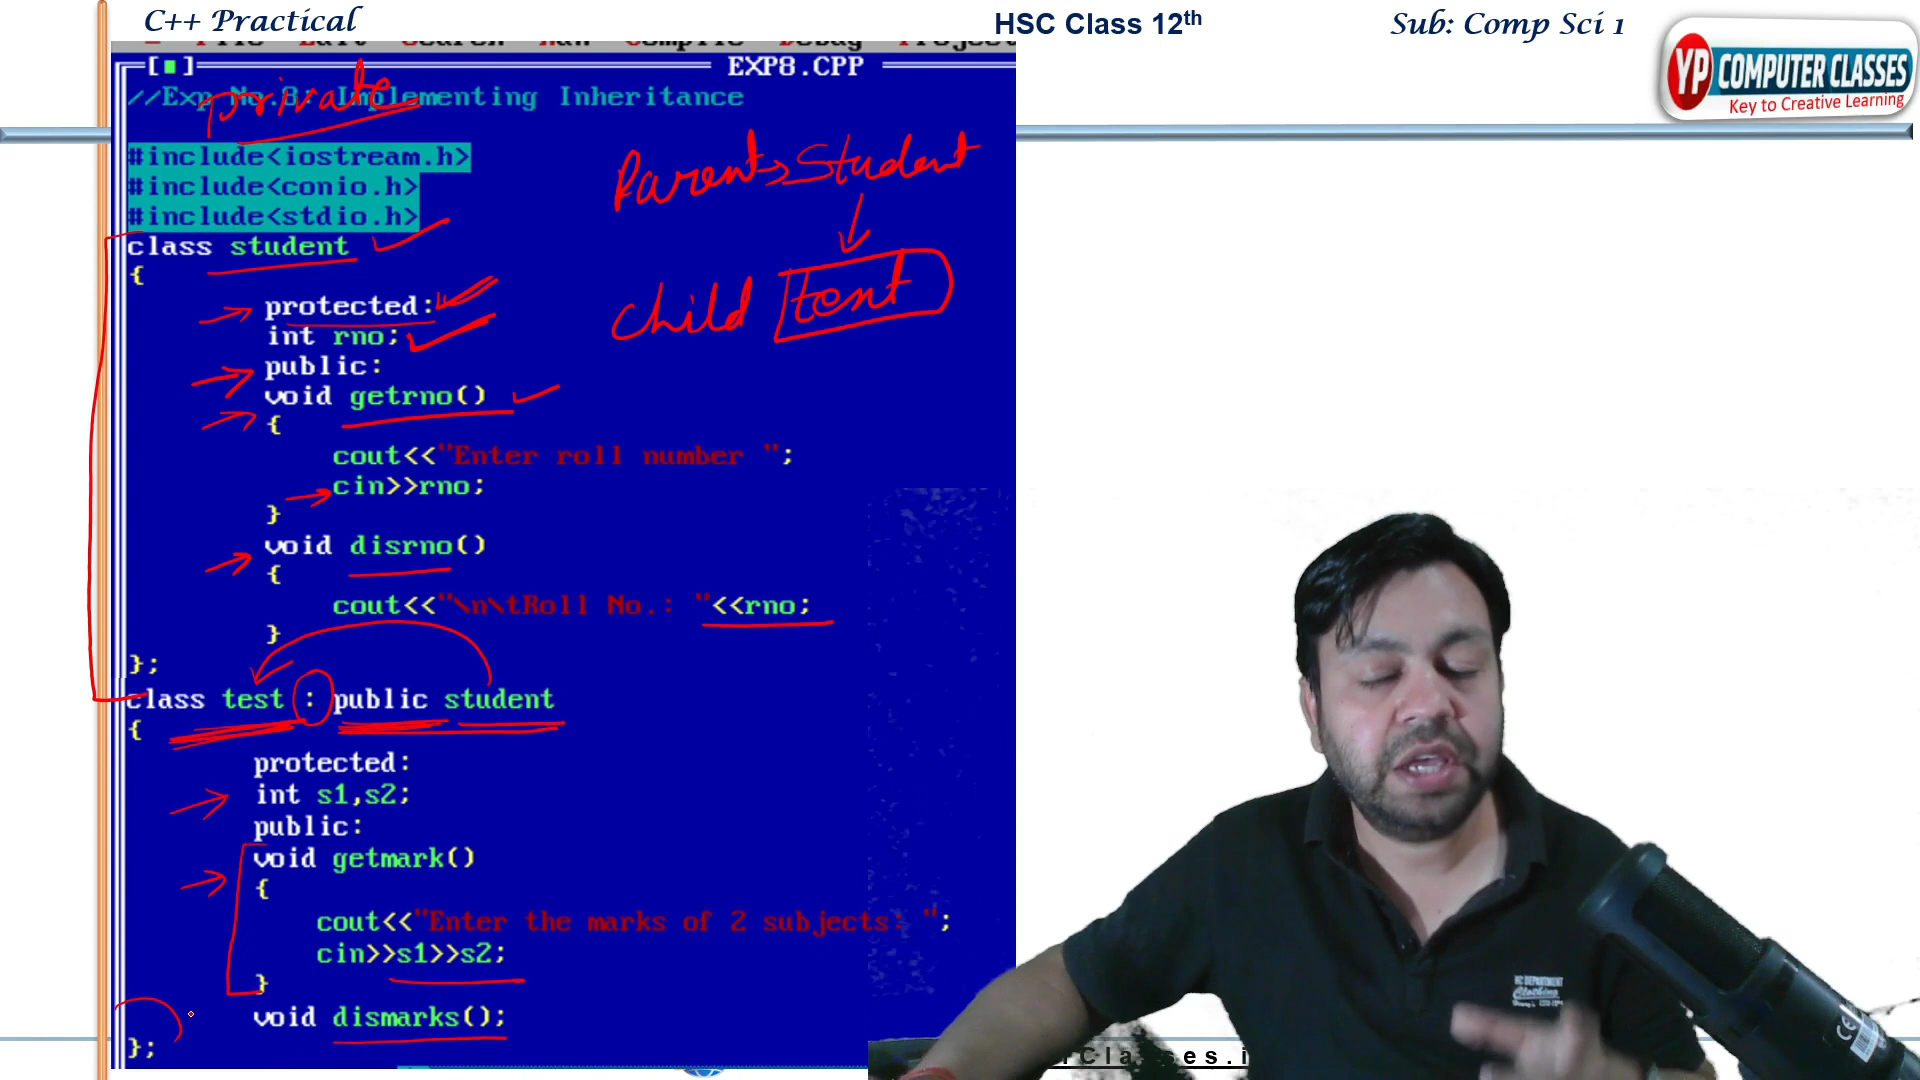 C++ Practical
HSC Class 12th
Sub: Comp Sci 1
YP COMPUTER CLASSES
Key to Creative Learning
[■] EXP8.CPP
//Exp No.8: Implementing Inheritance
private
#include<iostream.h>
#include<conio.h>
#include<stdio.h>
Parent > Student
class student
{
protected:
child test
int rno;
public:
void getrno()
{
cout<<"Enter roll number ";
cin>>rno;
}
void disrno()
{
cout<<"\n\tRoll No.: "<<rno;
}
};
class test : public student
{
protected:
int s1,s2;
public:
void getmark()
{
cout<<"Enter the marks of 2 subjects: ";
cin>>s1>>s2;
}
void dismarks();
};